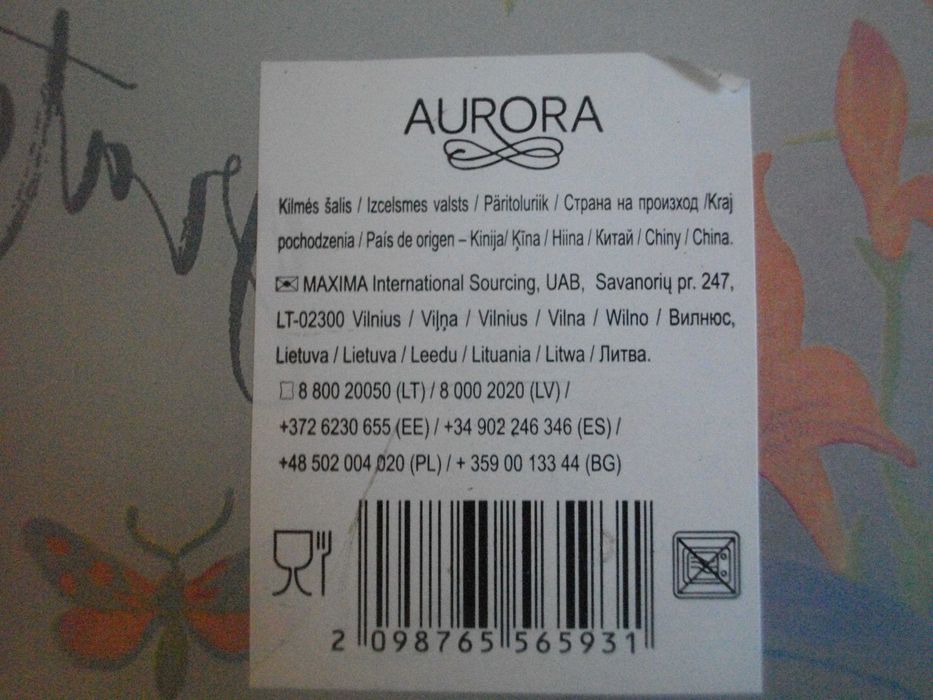 AURORA
Kilmės šalis / Izcelsmes valsts / Päritoluriik / Страна на произход /Kraj
pochodzenia / País de origen – Kinija/ Ķīna / Hiina / Китай / Chiny / China.
MAXIMA International Sourcing, UAB, Savanorių pr. 247,
LT-02300 Vilnius / Viļņa / Vilnius / Vilna / Wilno / Вилнюс,
Lietuva / Lietuva / Leedu / Lituania / Litwa / Литва.
8 800 20050 (LT) / 8 000 2020 (LV) /
+372 6230 655 (EE) / +34 902 246 346 (ES) /
+48 502 004 020 (PL) / + 359 00 133 44 (BG)
2 098765 565931